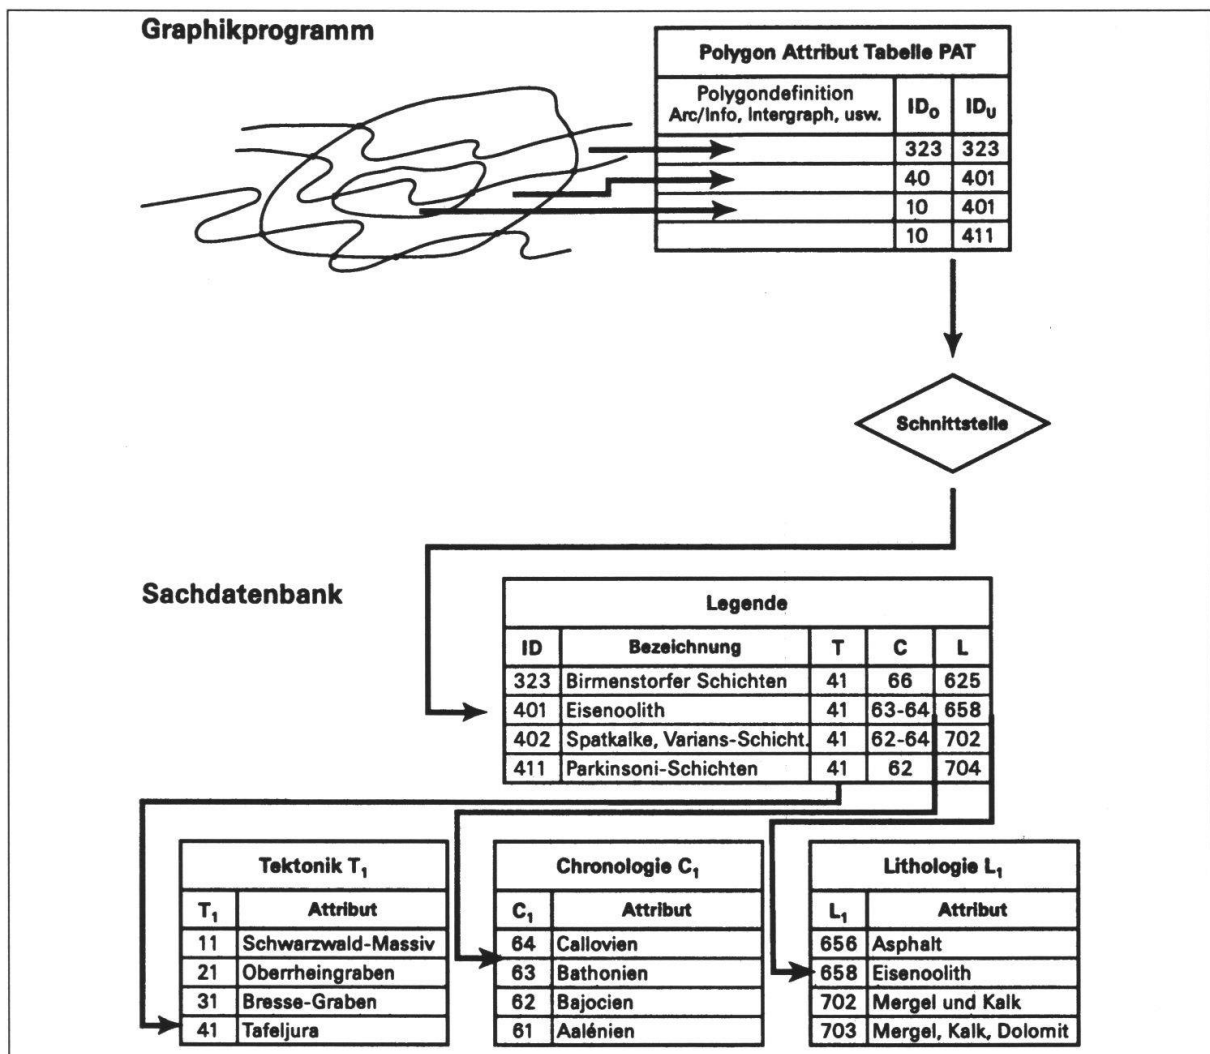 Graphikprogramm
Polygon Attribut Tabelle PAT
Polygondefinition
Arc/Info, Intergraph, usw.
ID₀ IDᵤ
323 323
40 401
10 401
10 411
Schnittstelle
Sachdatenbank
Legende
ID Bezeichnung T C L
323 Birmenstorfer Schichten 41 66 625
401 Eisenoolith 41 63-64 658
402 Spatkalke, Varians-Schicht. 41 62-64 702
411 Parkinsoni-Schichten 41 62 704
Tektonik T₁
T₁ Attribut
11 Schwarzwald-Massiv
21 Oberrheingraben
31 Bresse-Graben
41 Tafeljura
Chronologie C₁
C₁ Attribut
64 Callovien
63 Bathonien
62 Bajocien
61 Aalénien
Lithologie L₁
L₁ Attribut
656 Asphalt
658 Eisenoolith
702 Mergel und Kalk
703 Mergel, Kalk, Dolomit